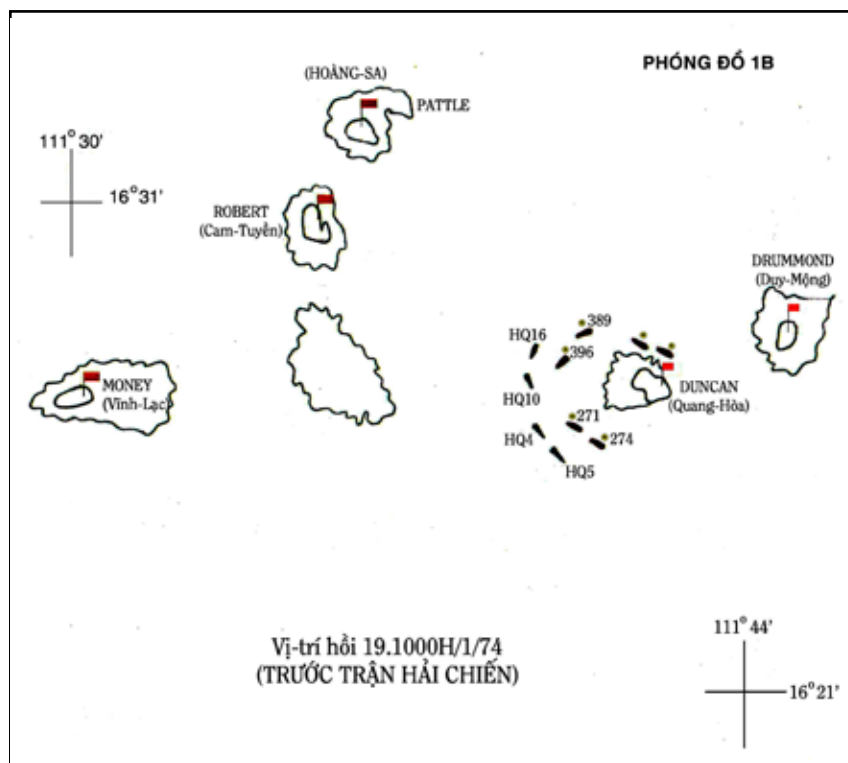 PHÓNG ĐỒ 1B
(HOÀNG-SA)
PATTLE
111°30'
16°31'
ROBERT
(Cam-Tuyền)
DRUMMOND
(Duy-Mộng)
389
HQ16
396
MONEY
(Vĩnh-Lạc)
HQ10
DUNCAN
(Quang-Hòa)
271
HQ4
274
HQ5
Vị-trí hồi 19.1000H/1/74
(TRƯỚC TRẬN HẢI CHIẾN)
111°44'
16°21'